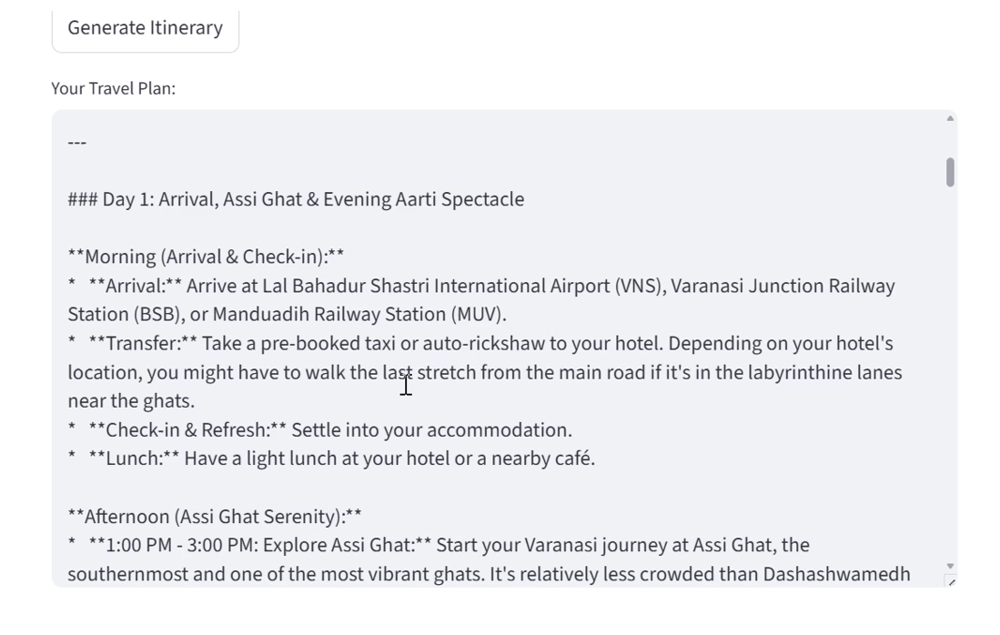 Generate Itinerary
Your Travel Plan:
---
### Day 1: Arrival, Assi Ghat & Evening Aarti Spectacle
**Morning (Arrival & Check-in):**
*   **Arrival:** Arrive at Lal Bahadur Shastri International Airport (VNS), Varanasi Junction Railway
Station (BSB), or Manduadih Railway Station (MUV).
*   **Transfer:** Take a pre-booked taxi or auto-rickshaw to your hotel. Depending on your hotel's
location, you might have to walk the last stretch from the main road if it's in the labyrinthine lanes
near the ghats.
*   **Check-in & Refresh:** Settle into your accommodation.
*   **Lunch:** Have a light lunch at your hotel or a nearby café.
**Afternoon (Assi Ghat Serenity):**
*   **1:00 PM - 3:00 PM: Explore Assi Ghat:** Start your Varanasi journey at Assi Ghat, the
southernmost and one of the most vibrant ghats. It's relatively less crowded than Dashashwamedh